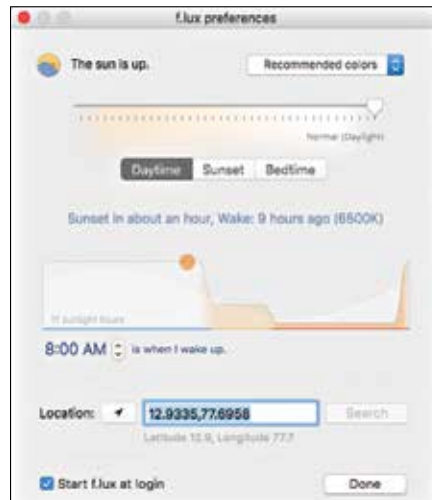 f.lux preferences
The sun is up.
Recommended colors
Normal (Daylight)
Daytime Sunset Bedtime
Sunset in about an hour, Wake: 9 hours ago (6500K)
11 sunlight hours
8:00 AM is when I wake up.
Location: 12.9335,77.6958 Search
Latitude 12.9, Longitude 77.7
Start f.lux at login Done